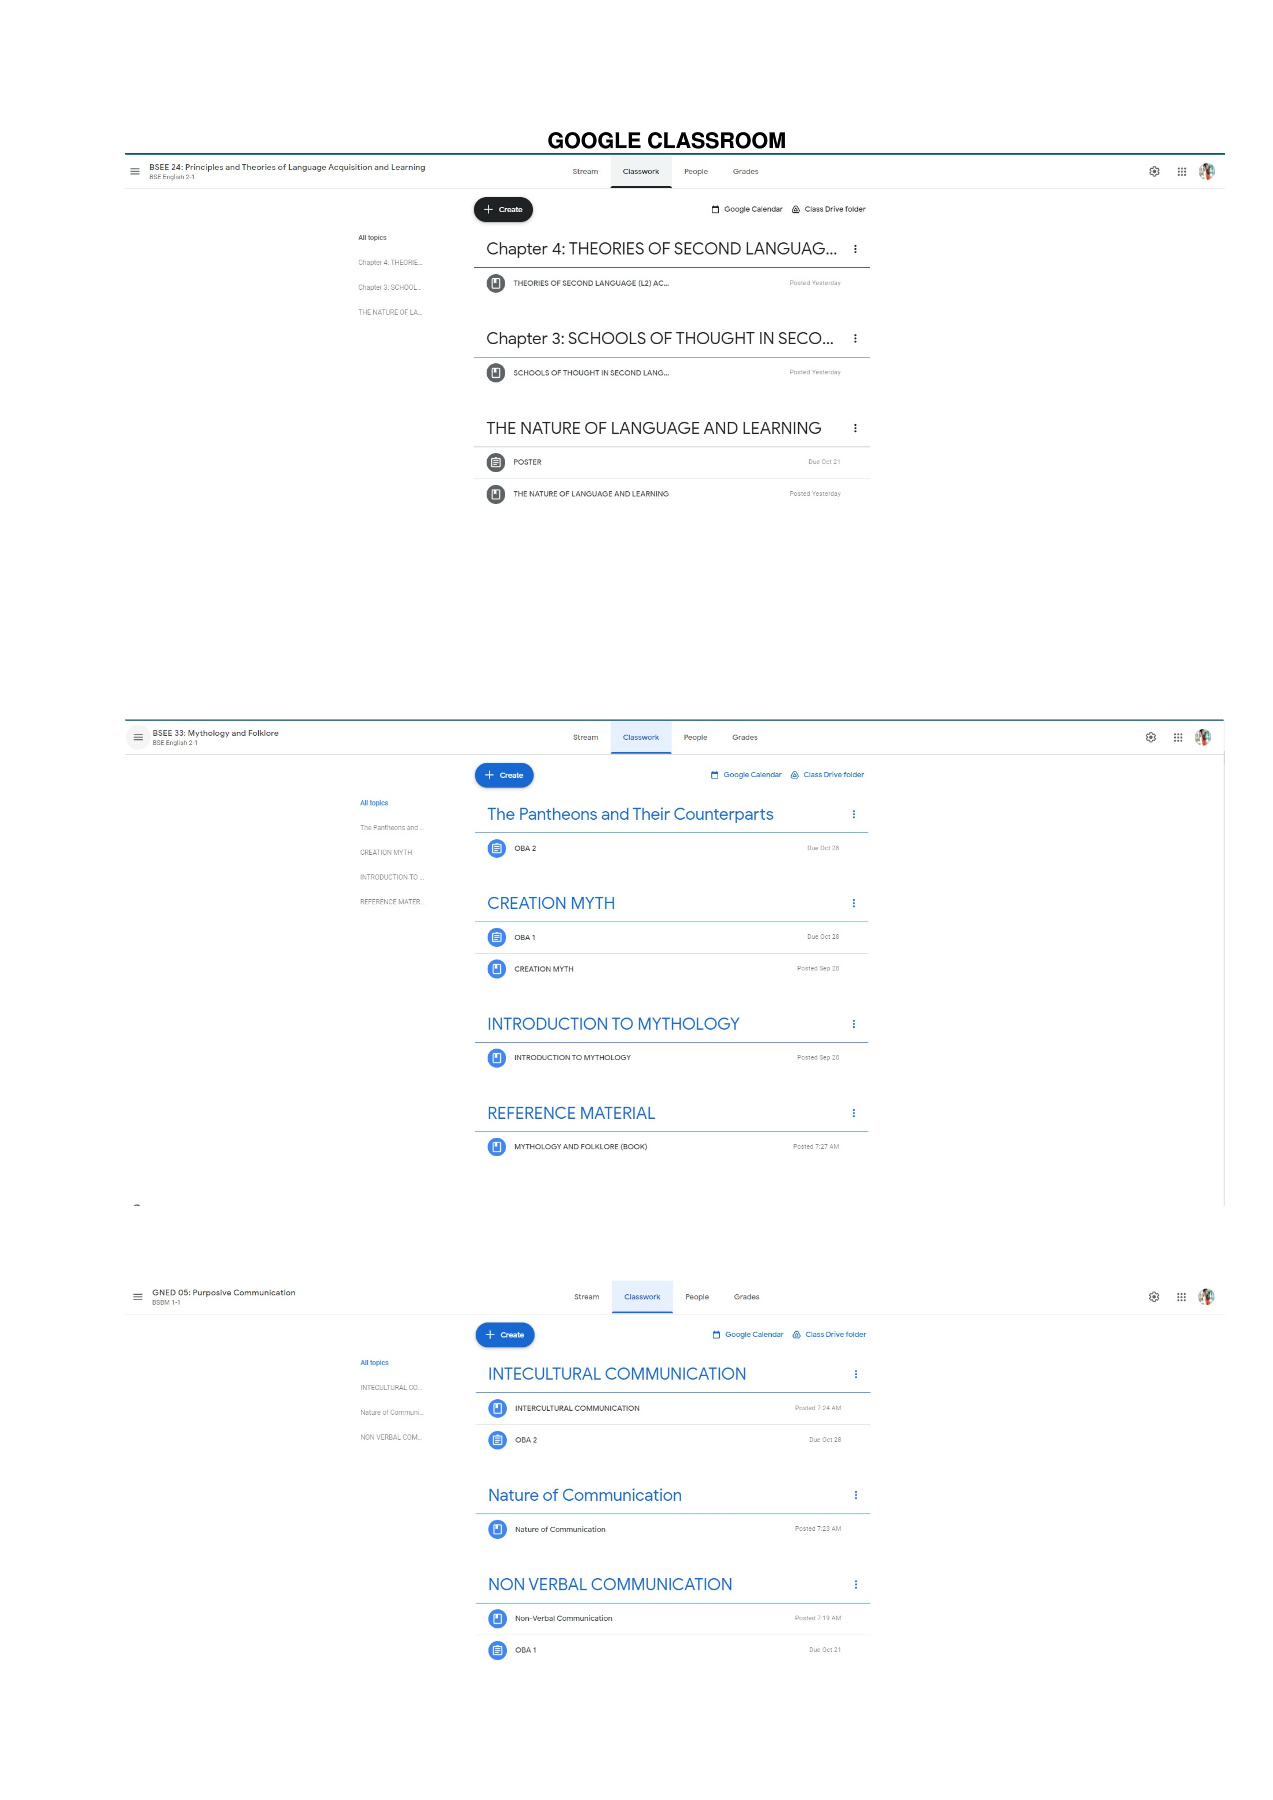 GOOGLE CLASSROOM
BSEE 24: Principles and Theories of Language Acquisition and Learning
BSE English 2-1
Stream Classwork People Grades
+ Create
Google Calendar Class Drive folder
All topics
Chapter 4: THEORIE...
Chapter 3: SCHOOL...
THE NATURE OF LA...
Chapter 4: THEORIES OF SECOND LANGUAG...
THEORIES OF SECOND LANGUAGE (L2) AC... Posted Yesterday
Chapter 3: SCHOOLS OF THOUGHT IN SECO...
SCHOOLS OF THOUGHT IN SECOND LANG... Posted Yesterday
THE NATURE OF LANGUAGE AND LEARNING
POSTER Due Oct 21
THE NATURE OF LANGUAGE AND LEARNING Posted Yesterday
BSEE 33: Mythology and Folklore
BSE English 2-1
Stream Classwork People Grades
+ Create
Google Calendar Class Drive folder
All topics
The Pantheons and ...
CREATION MYTH
INTRODUCTION TO ...
REFERENCE MATER...
The Pantheons and Their Counterparts
OBA 2 Due Oct 28
CREATION MYTH
OBA 1 Due Oct 28
CREATION MYTH Posted Sep 28
INTRODUCTION TO MYTHOLOGY
INTRODUCTION TO MYTHOLOGY Posted Sep 28
REFERENCE MATERIAL
MYTHOLOGY AND FOLKLORE (BOOK) Posted 7:27 AM
GNED 05: Purposive Communication
BSBM 1-1
Stream Classwork People Grades
+ Create
Google Calendar Class Drive folder
All topics
INTECULTURAL CO...
Nature of Communi...
NON VERBAL COM...
INTECULTURAL COMMUNICATION
INTERCULTURAL COMMUNICATION Posted 7:24 AM
OBA 2 Due Oct 28
Nature of Communication
Nature of Communication Posted 7:23 AM
NON VERBAL COMMUNICATION
Non-Verbal Communication Posted 7:19 AM
OBA 1 Due Oct 21